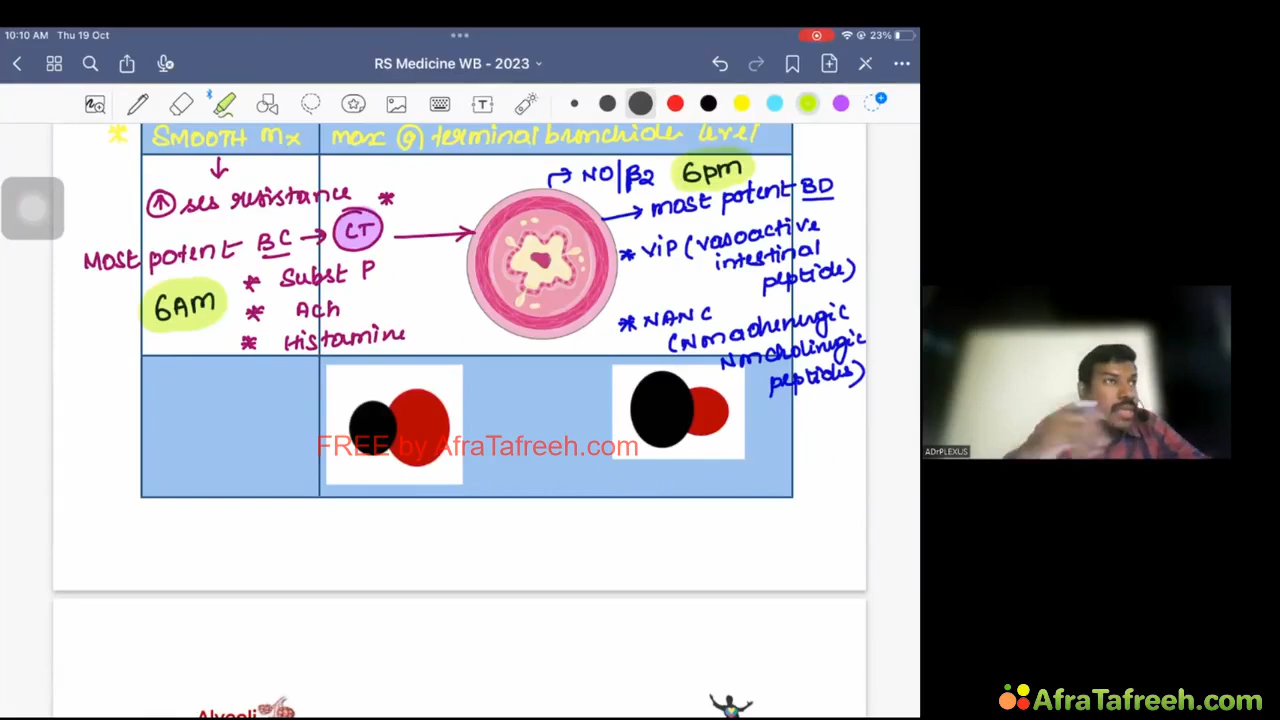 10:10 AM Thu 19 Oct
23%
RS Medicine WB - 2023
* SMOOTH Mx max @ terminal bronchioles level
↑ ses resistance *
Most potent BC → CT
* Subst P
6AM
* Ach
* Histamine
→ NO/β2 6pm
→ most potent BD
* ViP (vasoactive
intestinal
peptide)
* NANC
(Nonadrenergic
Noncholinergic
peptides)
FREE by AfraTafreeh.com
Alveoli
ADrPLEXUS
AfraTafreeh.com